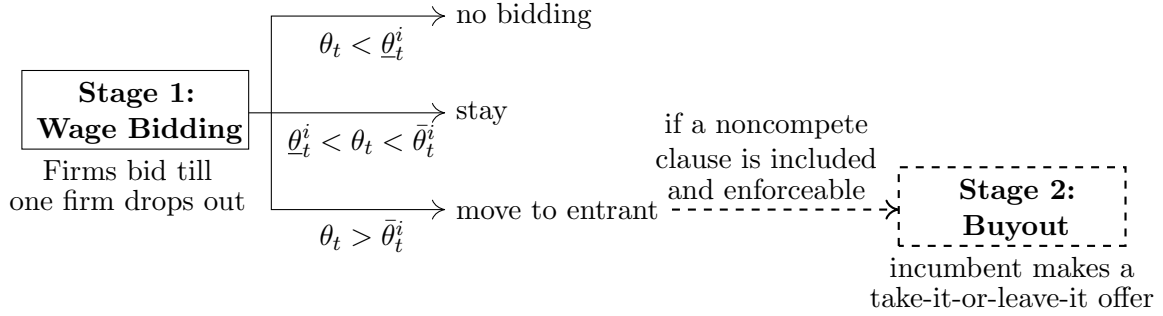 no bidding
θ_t < θ̲_t^i
Stage 1:
Wage Bidding
Firms bid till
one firm drops out
stay
θ̲_t^i < θ_t < θ̄_t^i
move to entrant
θ_t > θ̄_t^i
if a noncompete
clause is included
and enforceable
Stage 2:
Buyout
incumbent makes a
take-it-or-leave-it offer